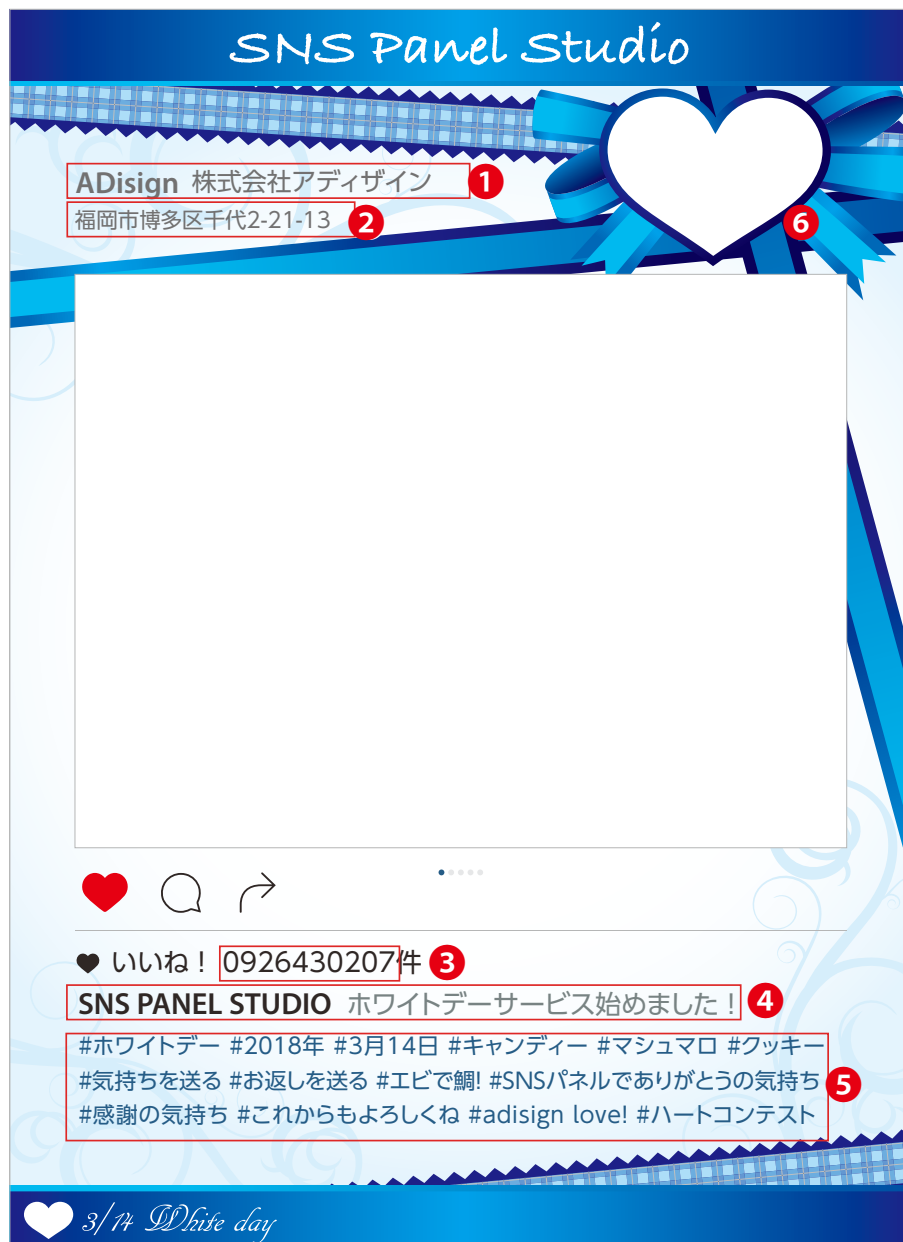 SNS Panel Studio
ADisign 株式会社アディザイン 1
福岡市博多区千代2-21-13 2
6
いいね！ 0926430207件 3
SNS PANEL STUDIO ホワイトデーサービス始めました！ 4
#ホワイトデー #2018年 #3月14日 #キャンディー #マシュマロ #クッキー
#気持ちを送る #お返しを送る #エビで鯛! #SNSパネルでありがとうの気持ち 5
#感謝の気持ち #これからもよろしくね #adisign love! #ハートコンテスト
3/14 White day